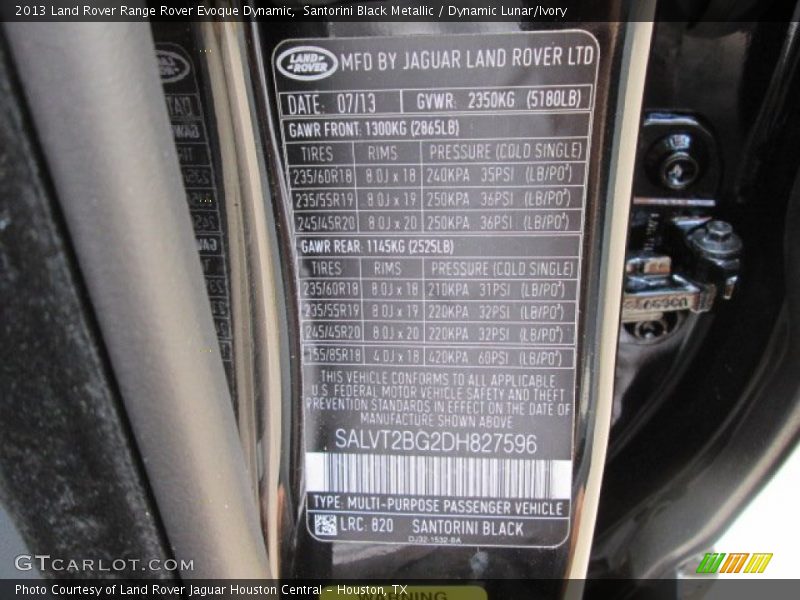 2013 Land Rover Range Rover Evoque Dynamic, Santorini Black Metallic / Dynamic Lunar/Ivory
LAND ROVER MFD BY JAGUAR LAND ROVER LTD
DATE: 07/13 GVWR: 2350KG (5180LB)
GAWR FRONT: 1300KG (2865LB)
TIRES RIMS PRESSURE (COLD SINGLE)
235/60R18 8.0J x 18 240KPA 35PSI (LB/PO²)
235/55R19 8.0J x 19 250KPA 36PSI (LB/PO²)
245/45R20 8.0J x 20 250KPA 36PSI (LB/PO²)
GAWR REAR: 1145KG (2525LB)
TIRES RIMS PRESSURE (COLD SINGLE)
235/60R18 8.0J x 18 210KPA 31PSI (LB/PO²)
235/55R19 8.0J x 19 220KPA 32PSI (LB/PO²)
245/45R20 8.0J x 20 220KPA 32PSI (LB/PO²)
155/85R18 4.0J x 18 420KPA 60PSI (LB/PO²)
THIS VEHICLE CONFORMS TO ALL APPLICABLE
U.S. FEDERAL MOTOR VEHICLE SAFETY AND THEFT
PREVENTION STANDARDS IN EFFECT ON THE DATE OF
MANUFACTURE SHOWN ABOVE
SALVT2BG2DH827596
TYPE: MULTI-PURPOSE PASSENGER VEHICLE
LRC: 820 SANTORINI BLACK
DJ32-1532-BA
GTCARLOT.COM
Photo Courtesy of Land Rover Jaguar Houston Central - Houston, TX
WARNING